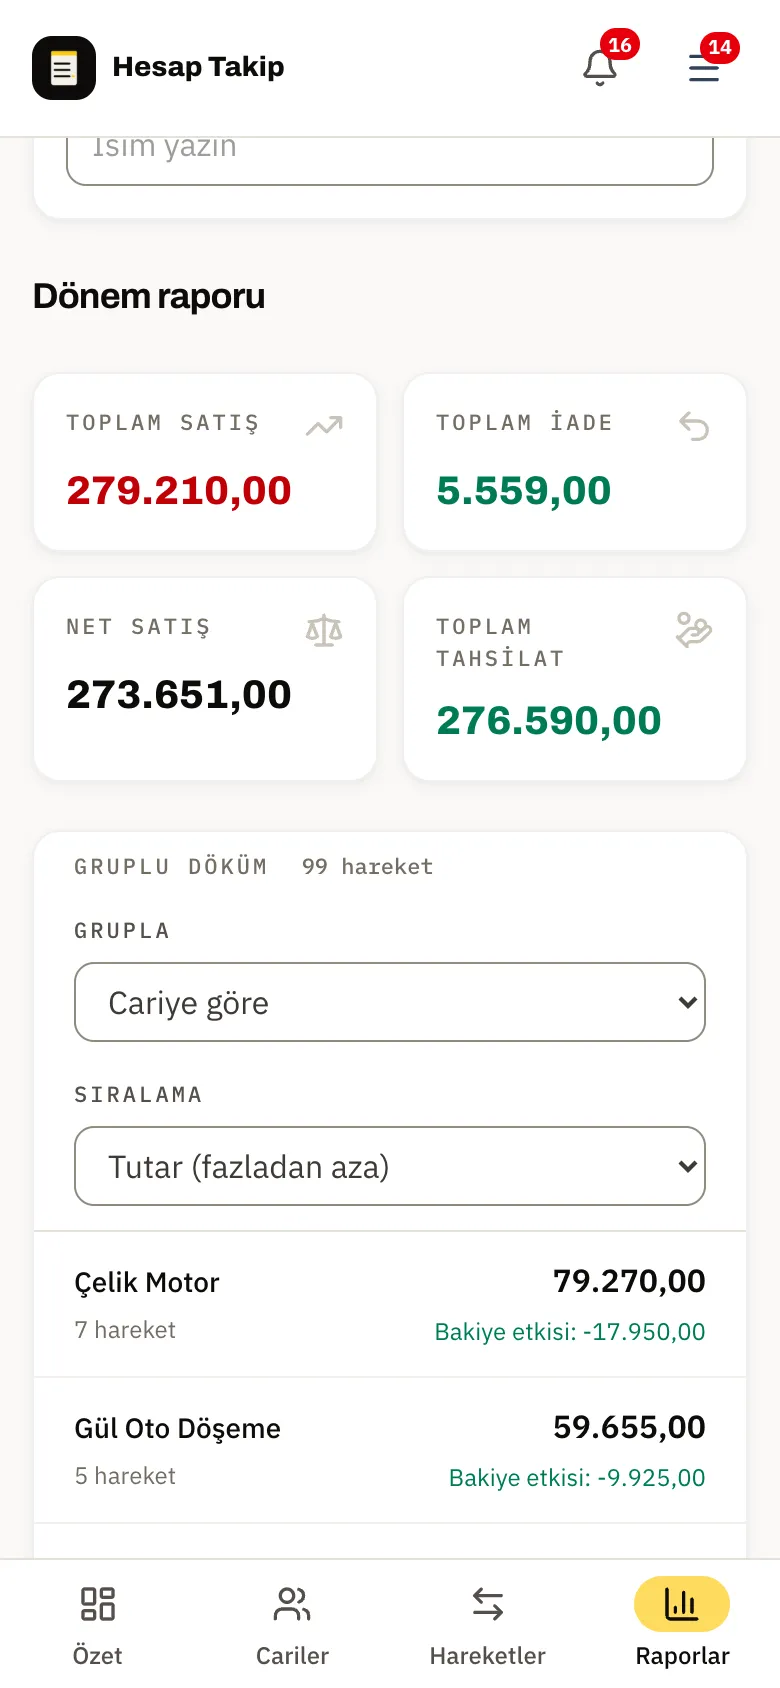 Hesap Takip
16
14
İsim yazın
Dönem raporu
TOPLAM SATIŞ
279.210,00
TOPLAM İADE
5.559,00
NET SATIŞ
273.651,00
TOPLAM
TAHSİLAT
276.590,00
GRUPLU DÖKÜM 99 hareket
GRUPLA
Cariye göre
SIRALAMA
Tutar (fazladan aza)
Çelik Motor 79.270,00
7 hareket Bakiye etkisi: -17.950,00
Gül Oto Döşeme 59.655,00
5 hareket Bakiye etkisi: -9.925,00
Özet Cariler Hareketler Raporlar